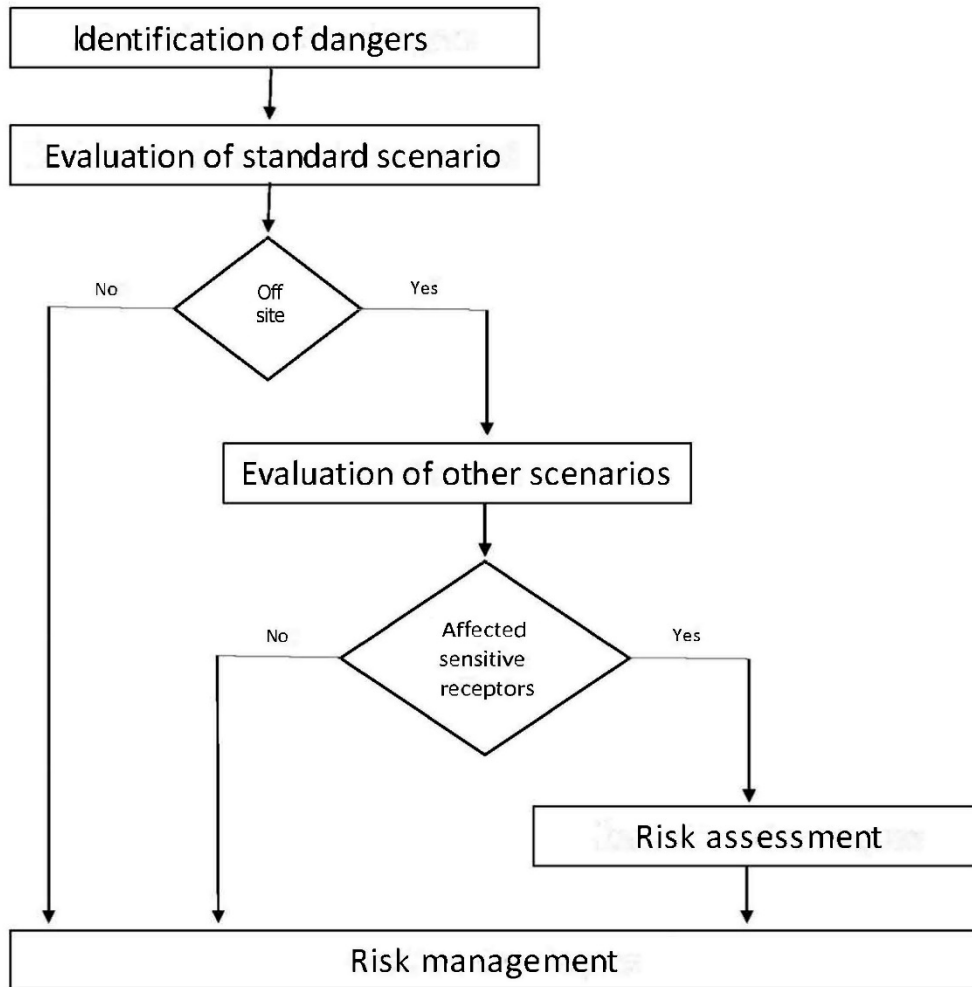 Identification of dangers
Evaluation of standard scenario
No
Off
site
Yes
Evaluation of other scenarios
No
Affected
sensitive
receptors
Yes
Risk assessment
Risk management